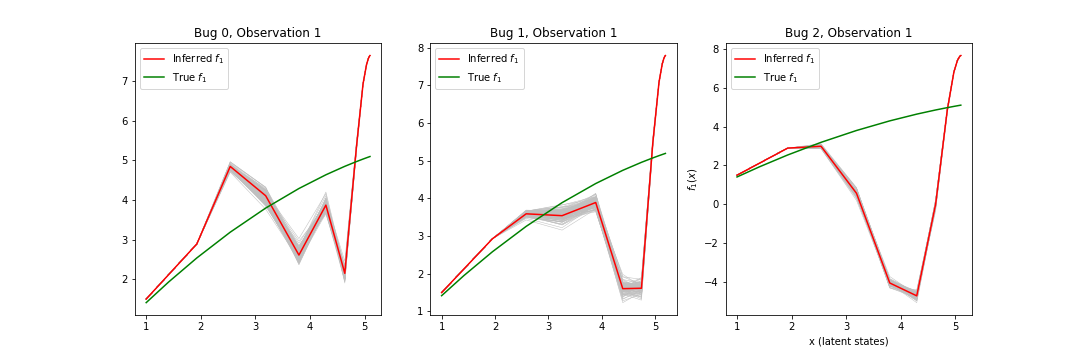 Bug 0, Observation 1
Inferred f₁
True f₁
7
6
5
4
3
2
1 2 3 4 5
Bug 1, Observation 1
Inferred f₁
True f₁
8
7
6
5
4
3
2
1
1 2 3 4 5
Bug 2, Observation 1
Inferred f₁
True f₁
f₁(x)
8
6
4
2
0
−2
−4
1 2 3 4 5
x (latent states)